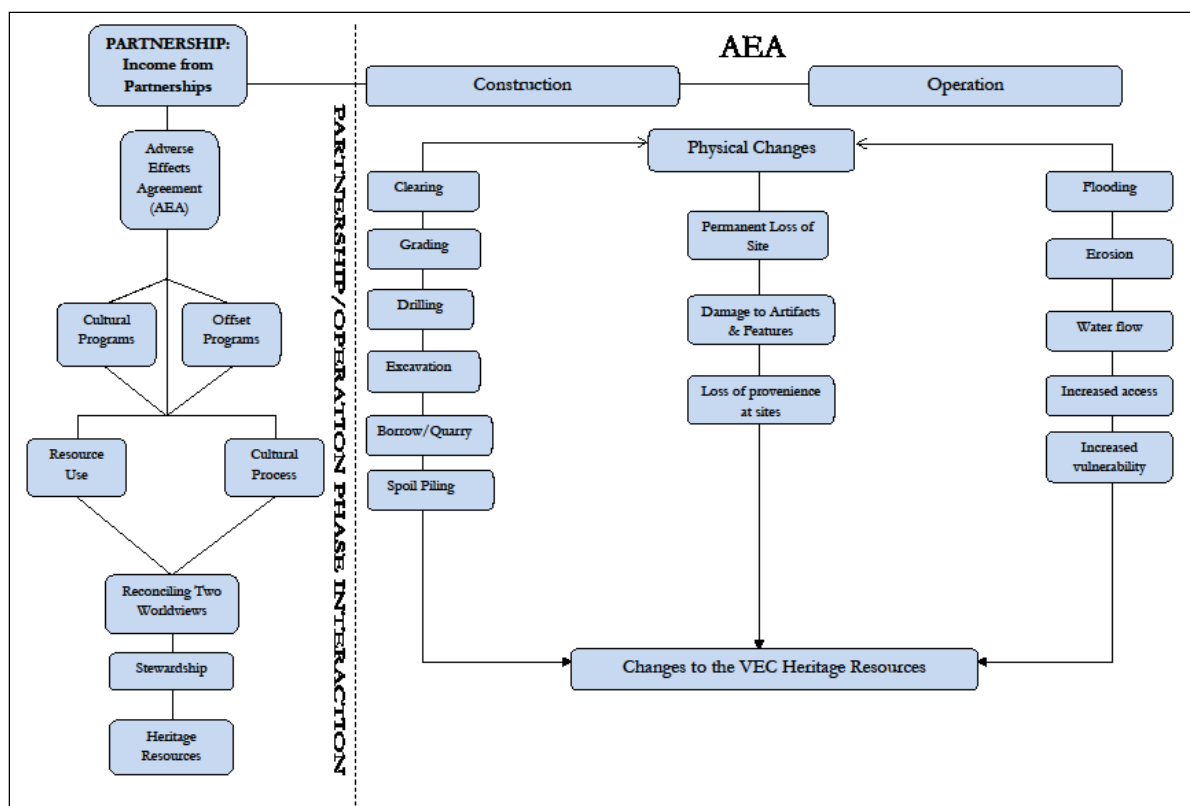 PARTNERSHIP:
Income from
Partnerships
Adverse
Effects
Agreement
(AEA)
Cultural
Programs
Offset
Programs
Resource
Use
Cultural
Process
Reconciling Two
Worldviews
Stewardship
Heritage
Resources
PARTNERSHIP/OPERATION PHASE INTERACTION
AEA
Construction
Operation
Physical Changes
Clearing
Grading
Drilling
Excavation
Borrow/Quarry
Spoil Piling
Permanent Loss of
Site
Damage to Artifacts
& Features
Loss of provenience
at sites
Flooding
Erosion
Water flow
Increased access
Increased
vulnerability
Changes to the VEC Heritage Resources